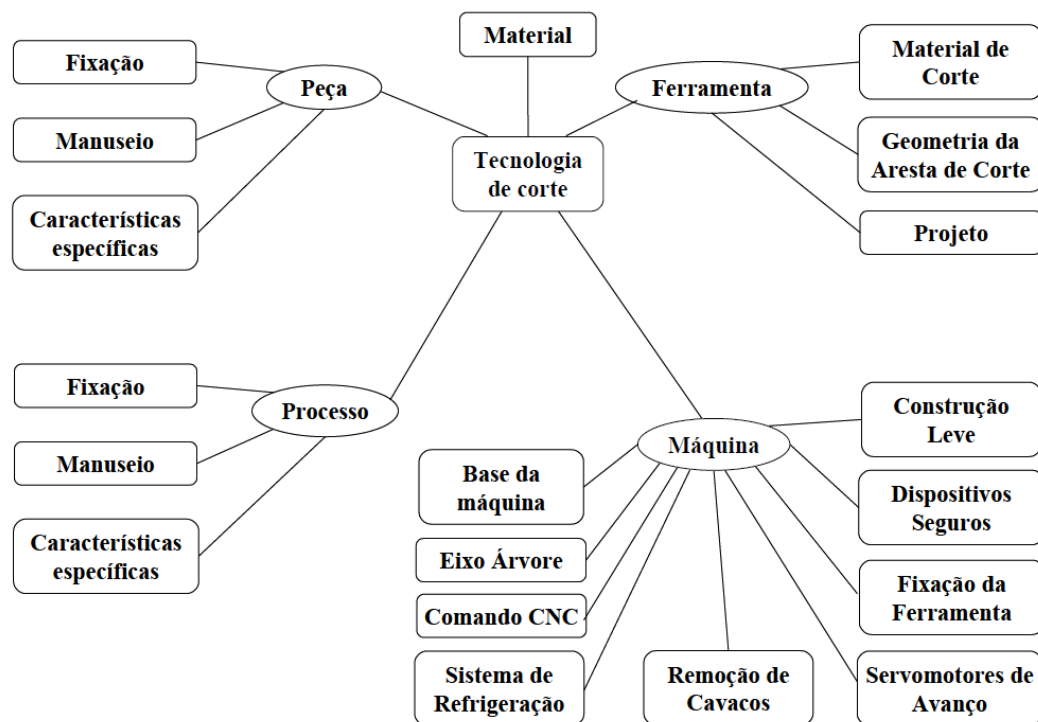 Material
Fixação
Peça
Manuseio
Características
específicas
Ferramenta
Material de
Corte
Geometria da
Aresta de Corte
Projeto
Tecnologia
de corte
Fixação
Processo
Manuseio
Características
específicas
Máquina
Construção
Leve
Base da
máquina
Dispositivos
Seguros
Eixo Árvore
Fixação da
Ferramenta
Comando CNC
Sistema de
Refrigeração
Remoção de
Cavacos
Servomotores de
Avanço